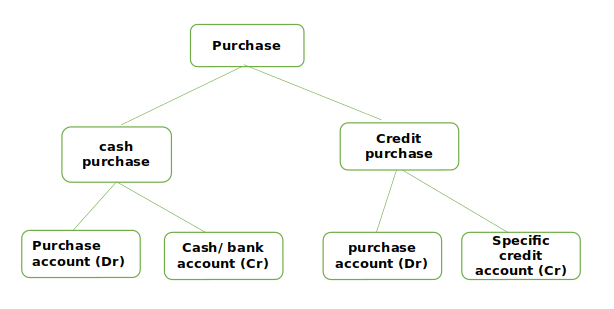 Purchase
cash
purchase
Credit
purchase
Purchase
account (Dr)
Cash/ bank
account (Cr)
purchase
account (Dr)
Specific
credit
account (Cr)